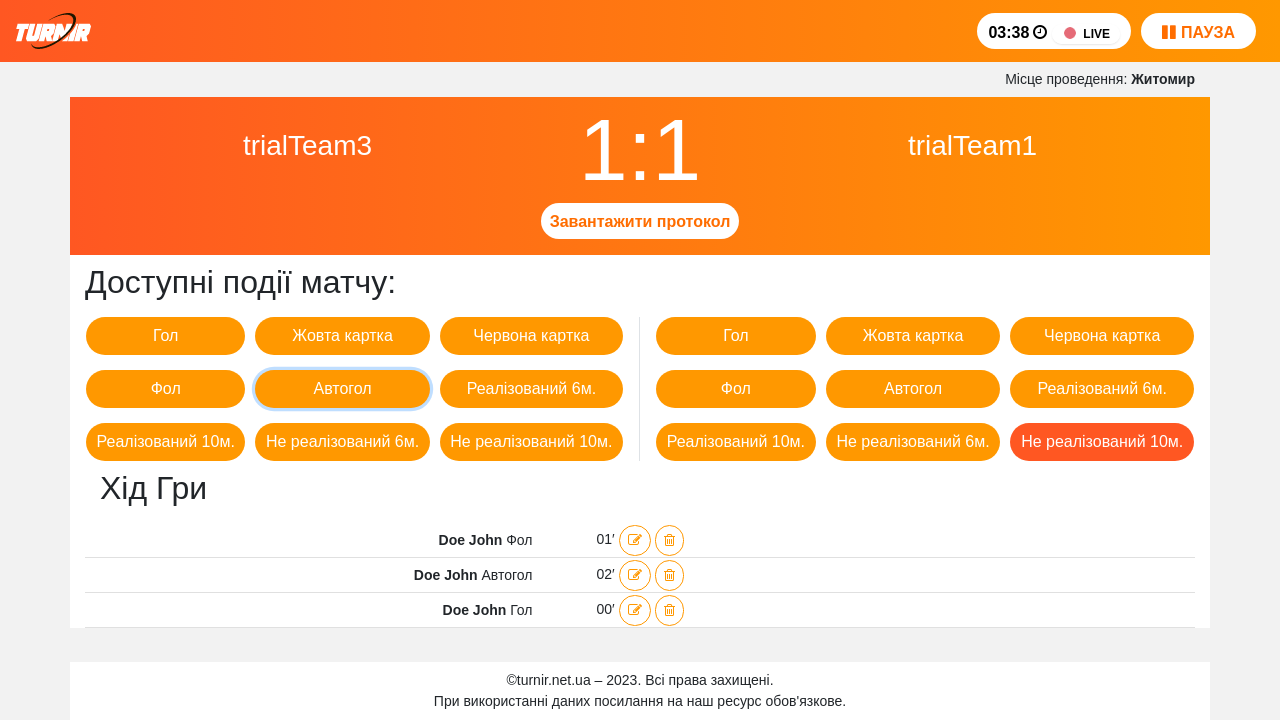 TURNIR
03:38 LIVE ПАУЗА
Місце проведення: Житомир
trialTeam3 1:1 trialTeam1
Завантажити протокол
Доступні події матчу:
Гол Жовта картка Червона картка Гол Жовта картка Червона картка
Фол Автогол Реалізований 6м. Фол Автогол Реалізований 6м.
Реалізований 10м. Не реалізований 6м. Не реалізований 10м. Реалізований 10м. Не реалізований 6м. Не реалізований 10м.
Хід Гри
Doe John Фол 01′
Doe John Автогол 02′
Doe John Гол 00′
©turnir.net.ua – 2023. Всі права захищені.
При використанні даних посилання на наш ресурс обов'язкове.